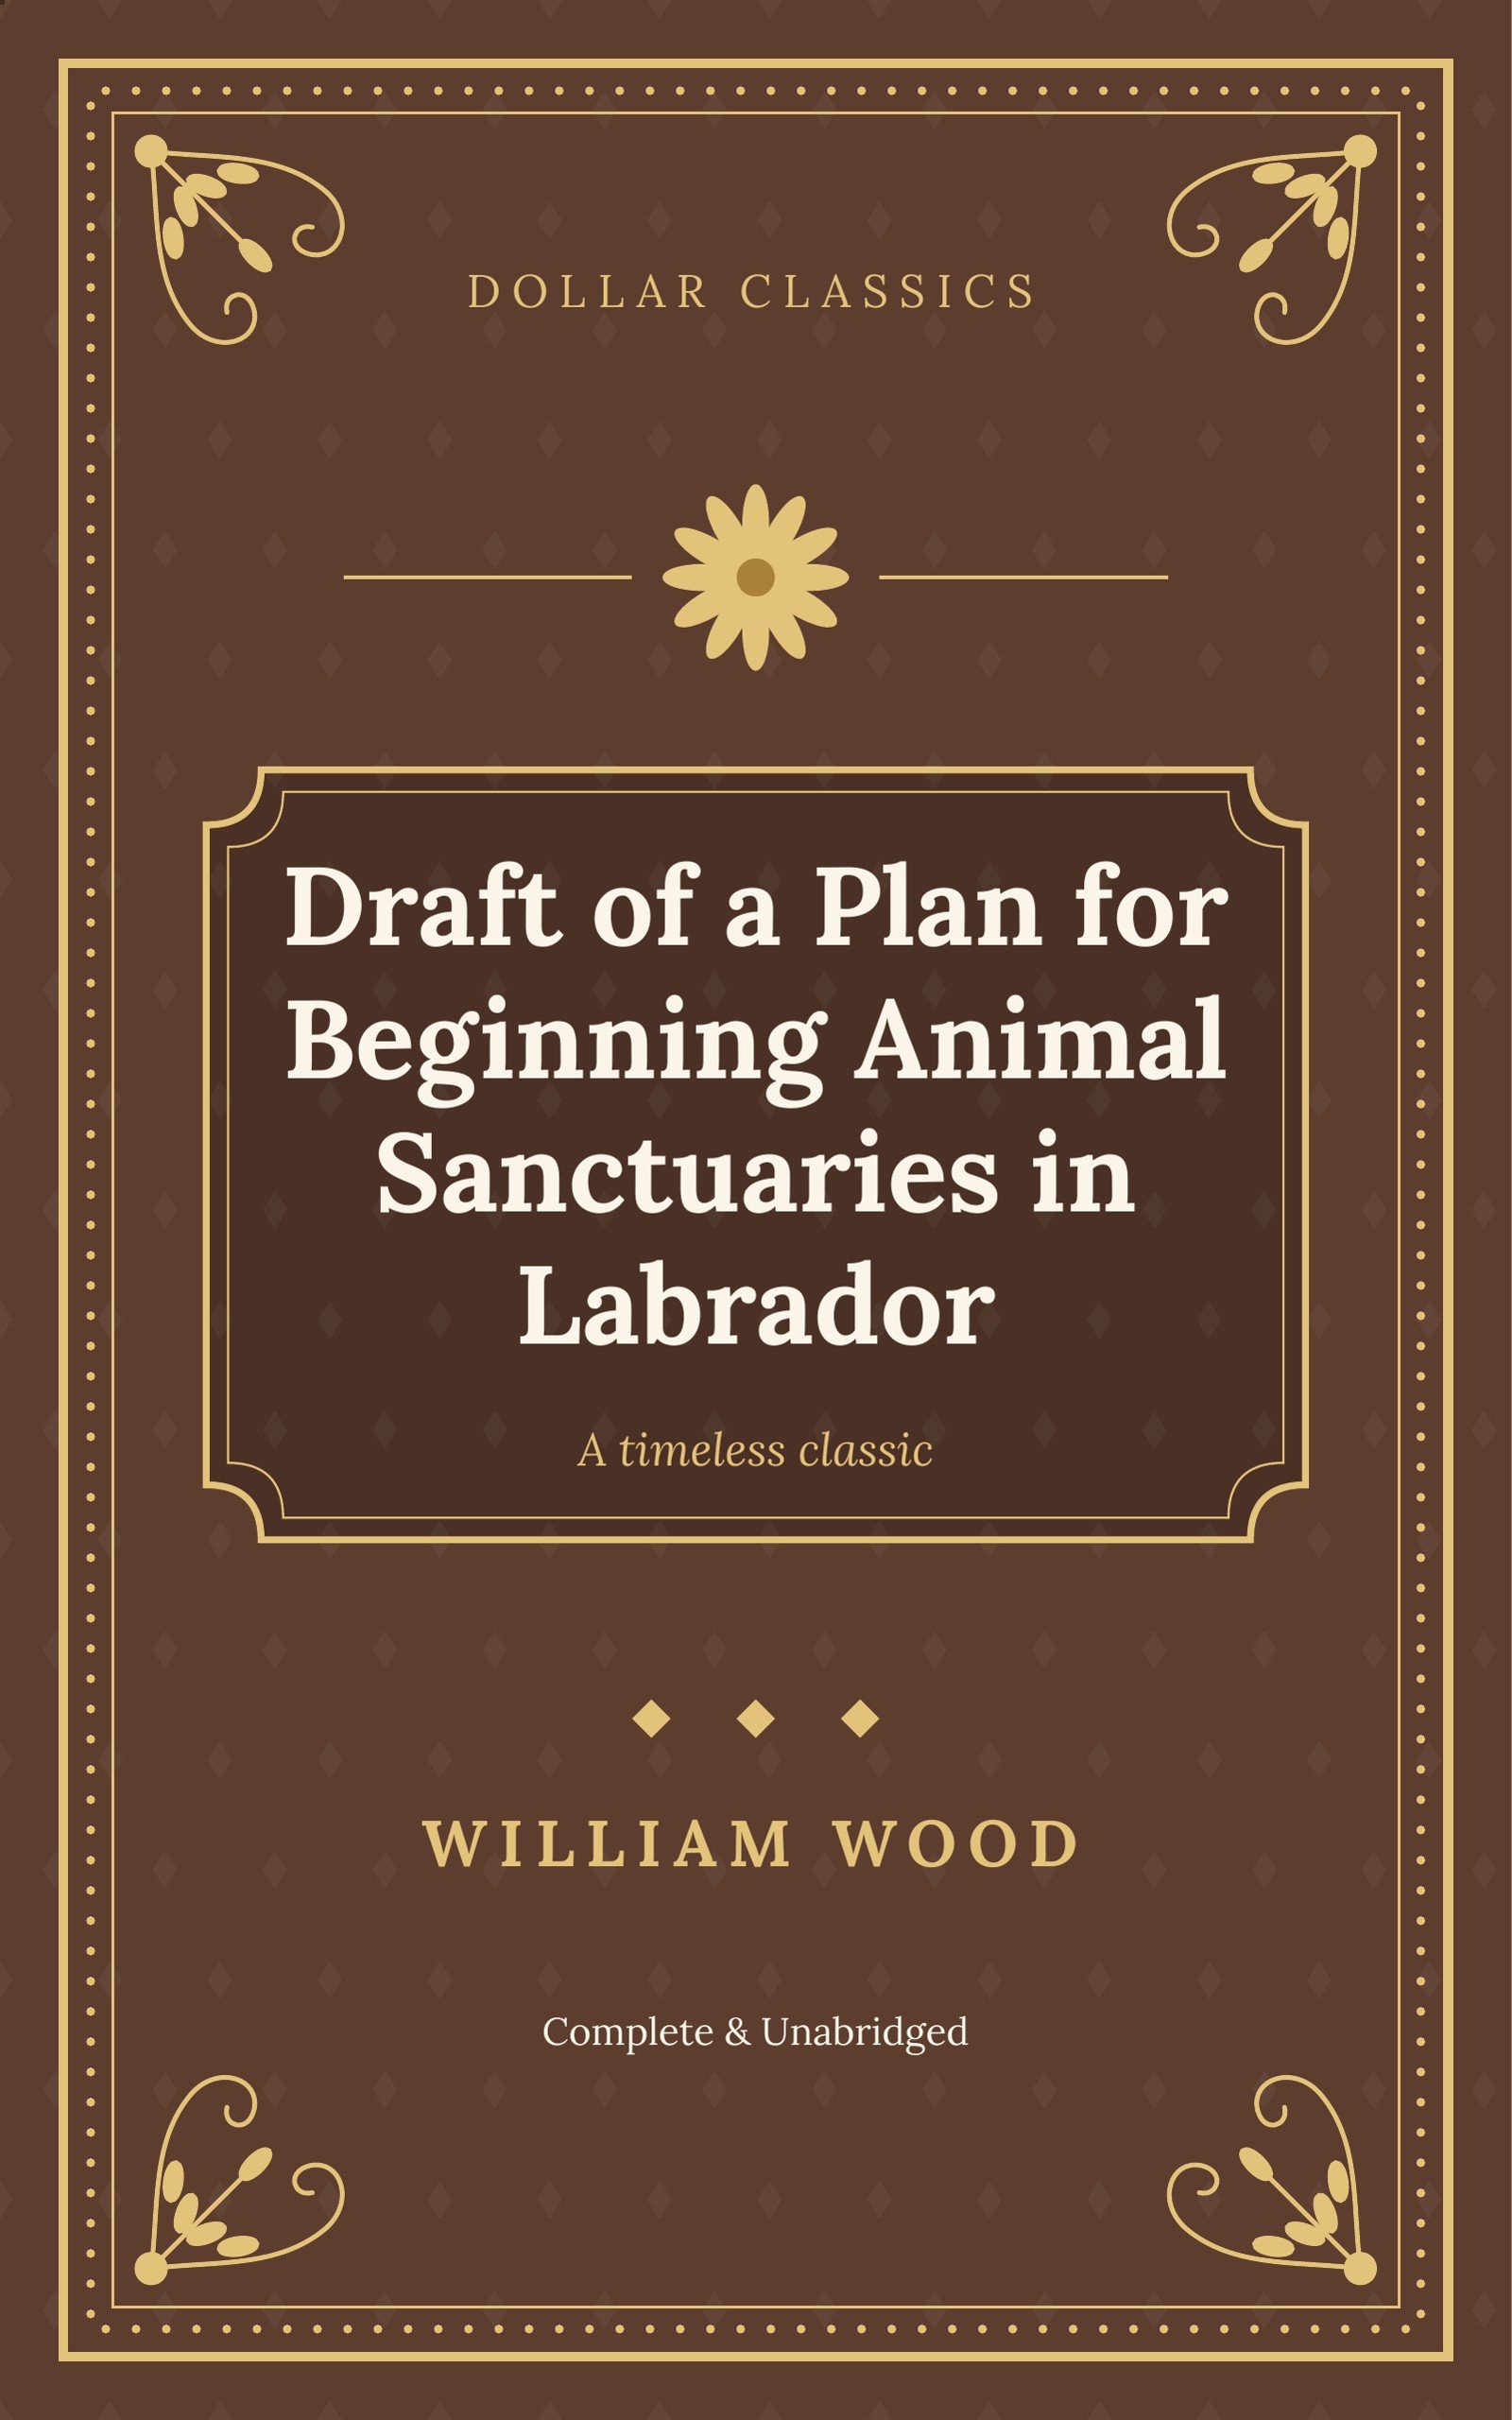 DOLLAR CLASSICS
Draft of a Plan for
Beginning Animal
Sanctuaries in
Labrador
A timeless classic
WILLIAM WOOD
Complete & Unabridged